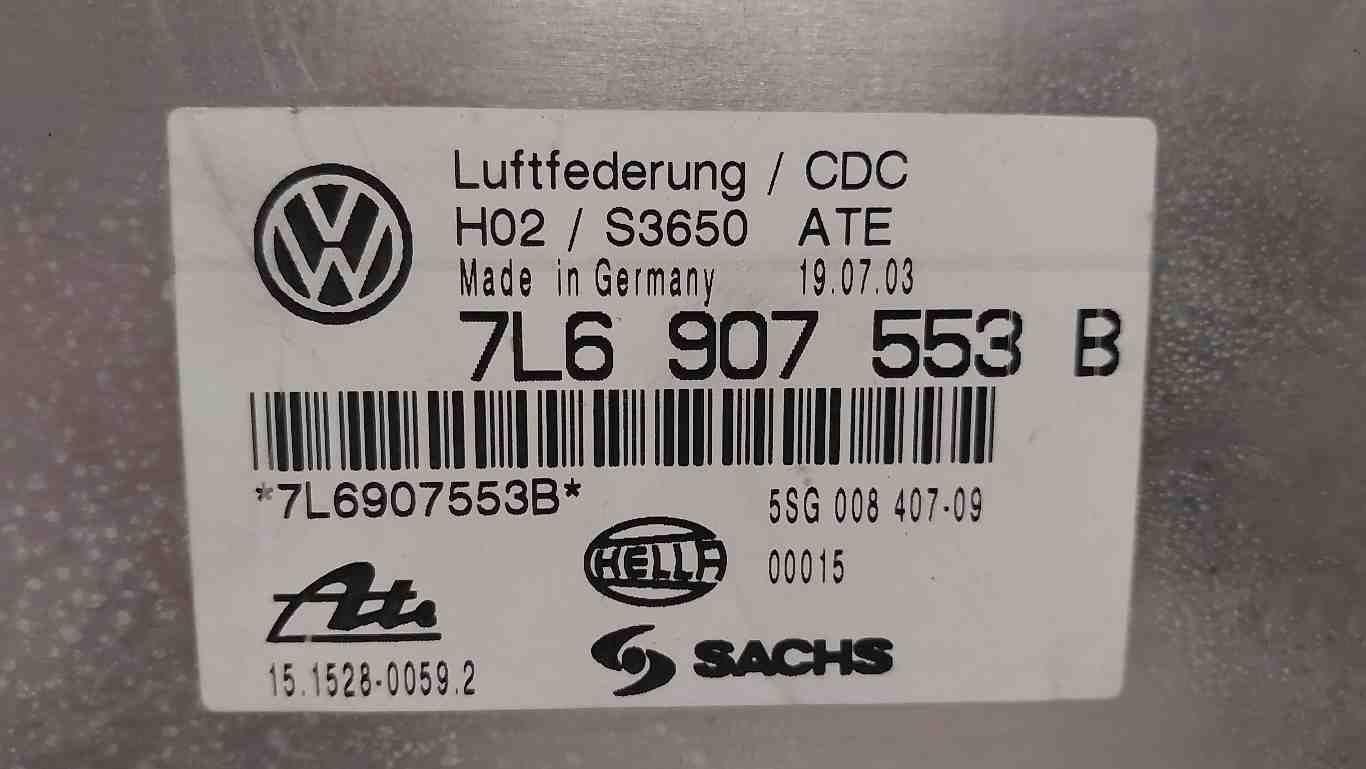 Luftfederung / CDC
H02 / S3650 ATE
Made in Germany 19.07.03
7L6 907 553 B
*7L6907553B*
5SG 008 407-09
HELLA
00015
Ate
15.1528-0059.2
SACHS